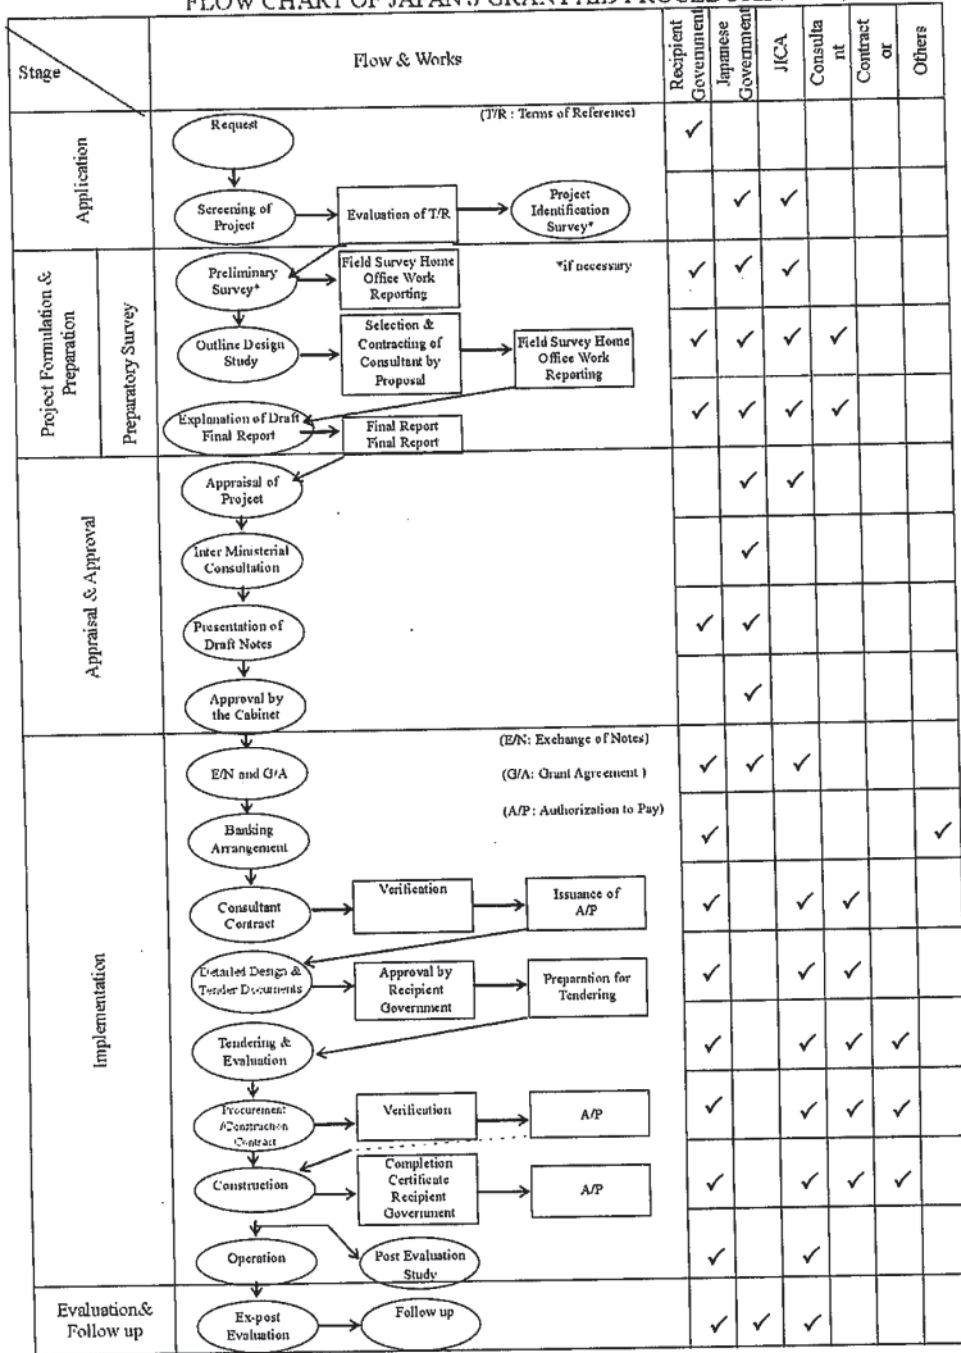 FLOW CHART OF JAPAN'S GRANT AID
Stage
Flow & Works
Recipient
Government
Japanese
Government
JICA
Consulta
nt
Contract
or
Others
Application
Request
(T/R : Terms of Reference)
✓
Screening of
Project
Evaluation of T/R
Project
Identification
Survey*
✓ ✓
Project Formulation &
Preparation
Preparatory Survey
Preliminary
Survey*
Field Survey Home
Office Work
Reporting
*if necessary
✓ ✓ ✓
Outline Design
Study
Selection &
Contracting of
Consultant by
Proposal
Field Survey Home
Office Work
Reporting
✓ ✓ ✓ ✓
Explanation of Draft
Final Report
Final Report
Final Report
✓ ✓ ✓ ✓
Appraisal & Approval
Appraisal of
Project
✓ ✓
Inter Ministerial
Consultation
✓
Presentation of
Draft Notes
✓ ✓
Approval by
the Cabinet
✓
Implementation
(E/N: Exchange of Notes)
E/N and G/A
(G/A: Grant Agreement )
✓ ✓ ✓
(A/P : Authorization to Pay)
Banking
Arrangement
✓ ✓
Consultant
Contract
Verification
Issuance of
A/P
✓ ✓ ✓
Detailed Design &
Tender Documents
Approval by
Recipient
Government
Preparation for
Tendering
✓ ✓ ✓
Tendering &
Evaluation
✓ ✓ ✓ ✓
Procurement
/Construction
Contract
Verification
A/P
✓ ✓ ✓ ✓
Construction
Completion
Certificate
Recipient
Government
A/P
✓ ✓ ✓ ✓
Operation
Post Evaluation
Study
✓ ✓
Evaluation&
Follow up
Ex-post
Evaluation
Follow up
✓ ✓ ✓